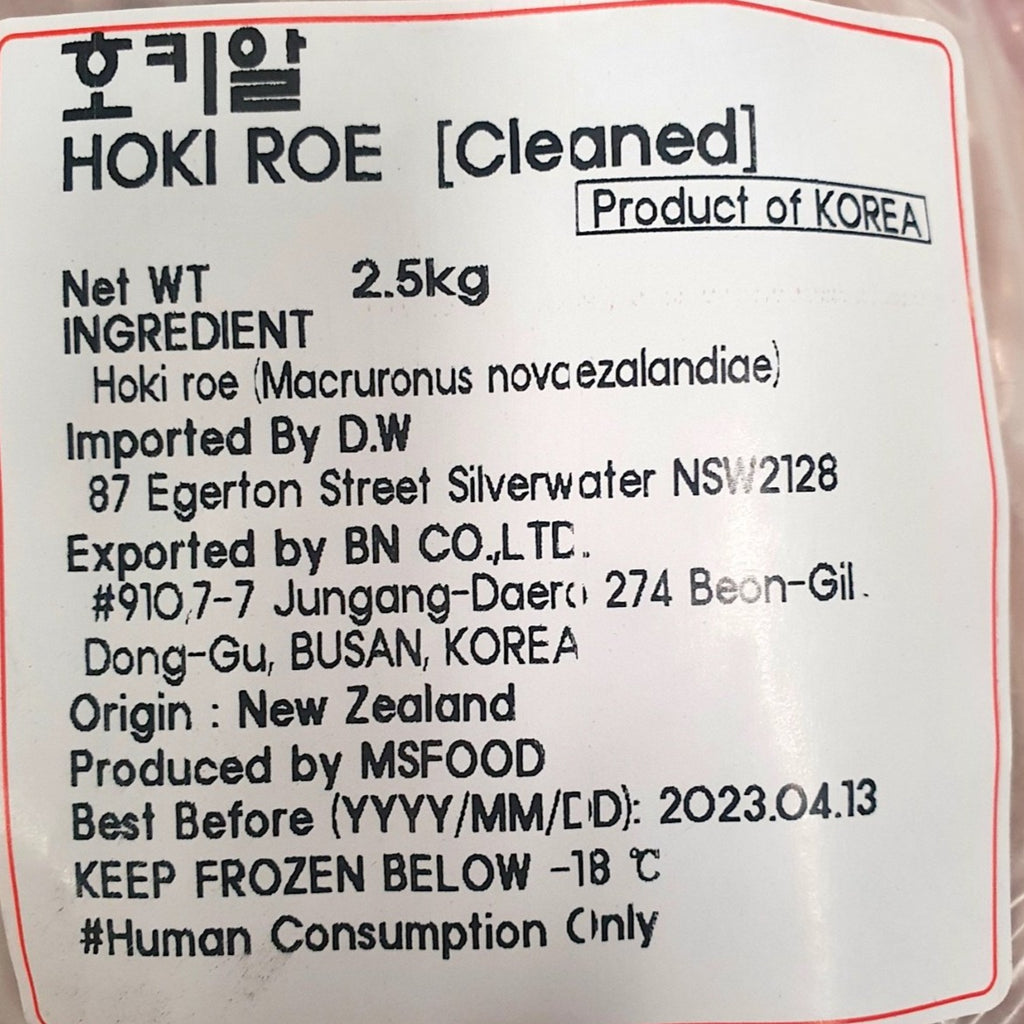 호키알
HOKI ROE [Cleaned]
Product of KOREA
Net WT 2.5kg
INGREDIENT
Hoki roe (Macruronus novaezalandiae)
Imported By D.W
87 Egerton Street Silverwater NSW2128
Exported by BN CO.,LTD.
#910,7-7 Jungang-Daero 274 Beon-Gil.
Dong-Gu, BUSAN, KOREA
Origin : New Zealand
Produced by MSFOOD
Best Before (YYYY/MM/DD): 2023.04.13
KEEP FROZEN BELOW -18 ℃
#Human Consumption Only